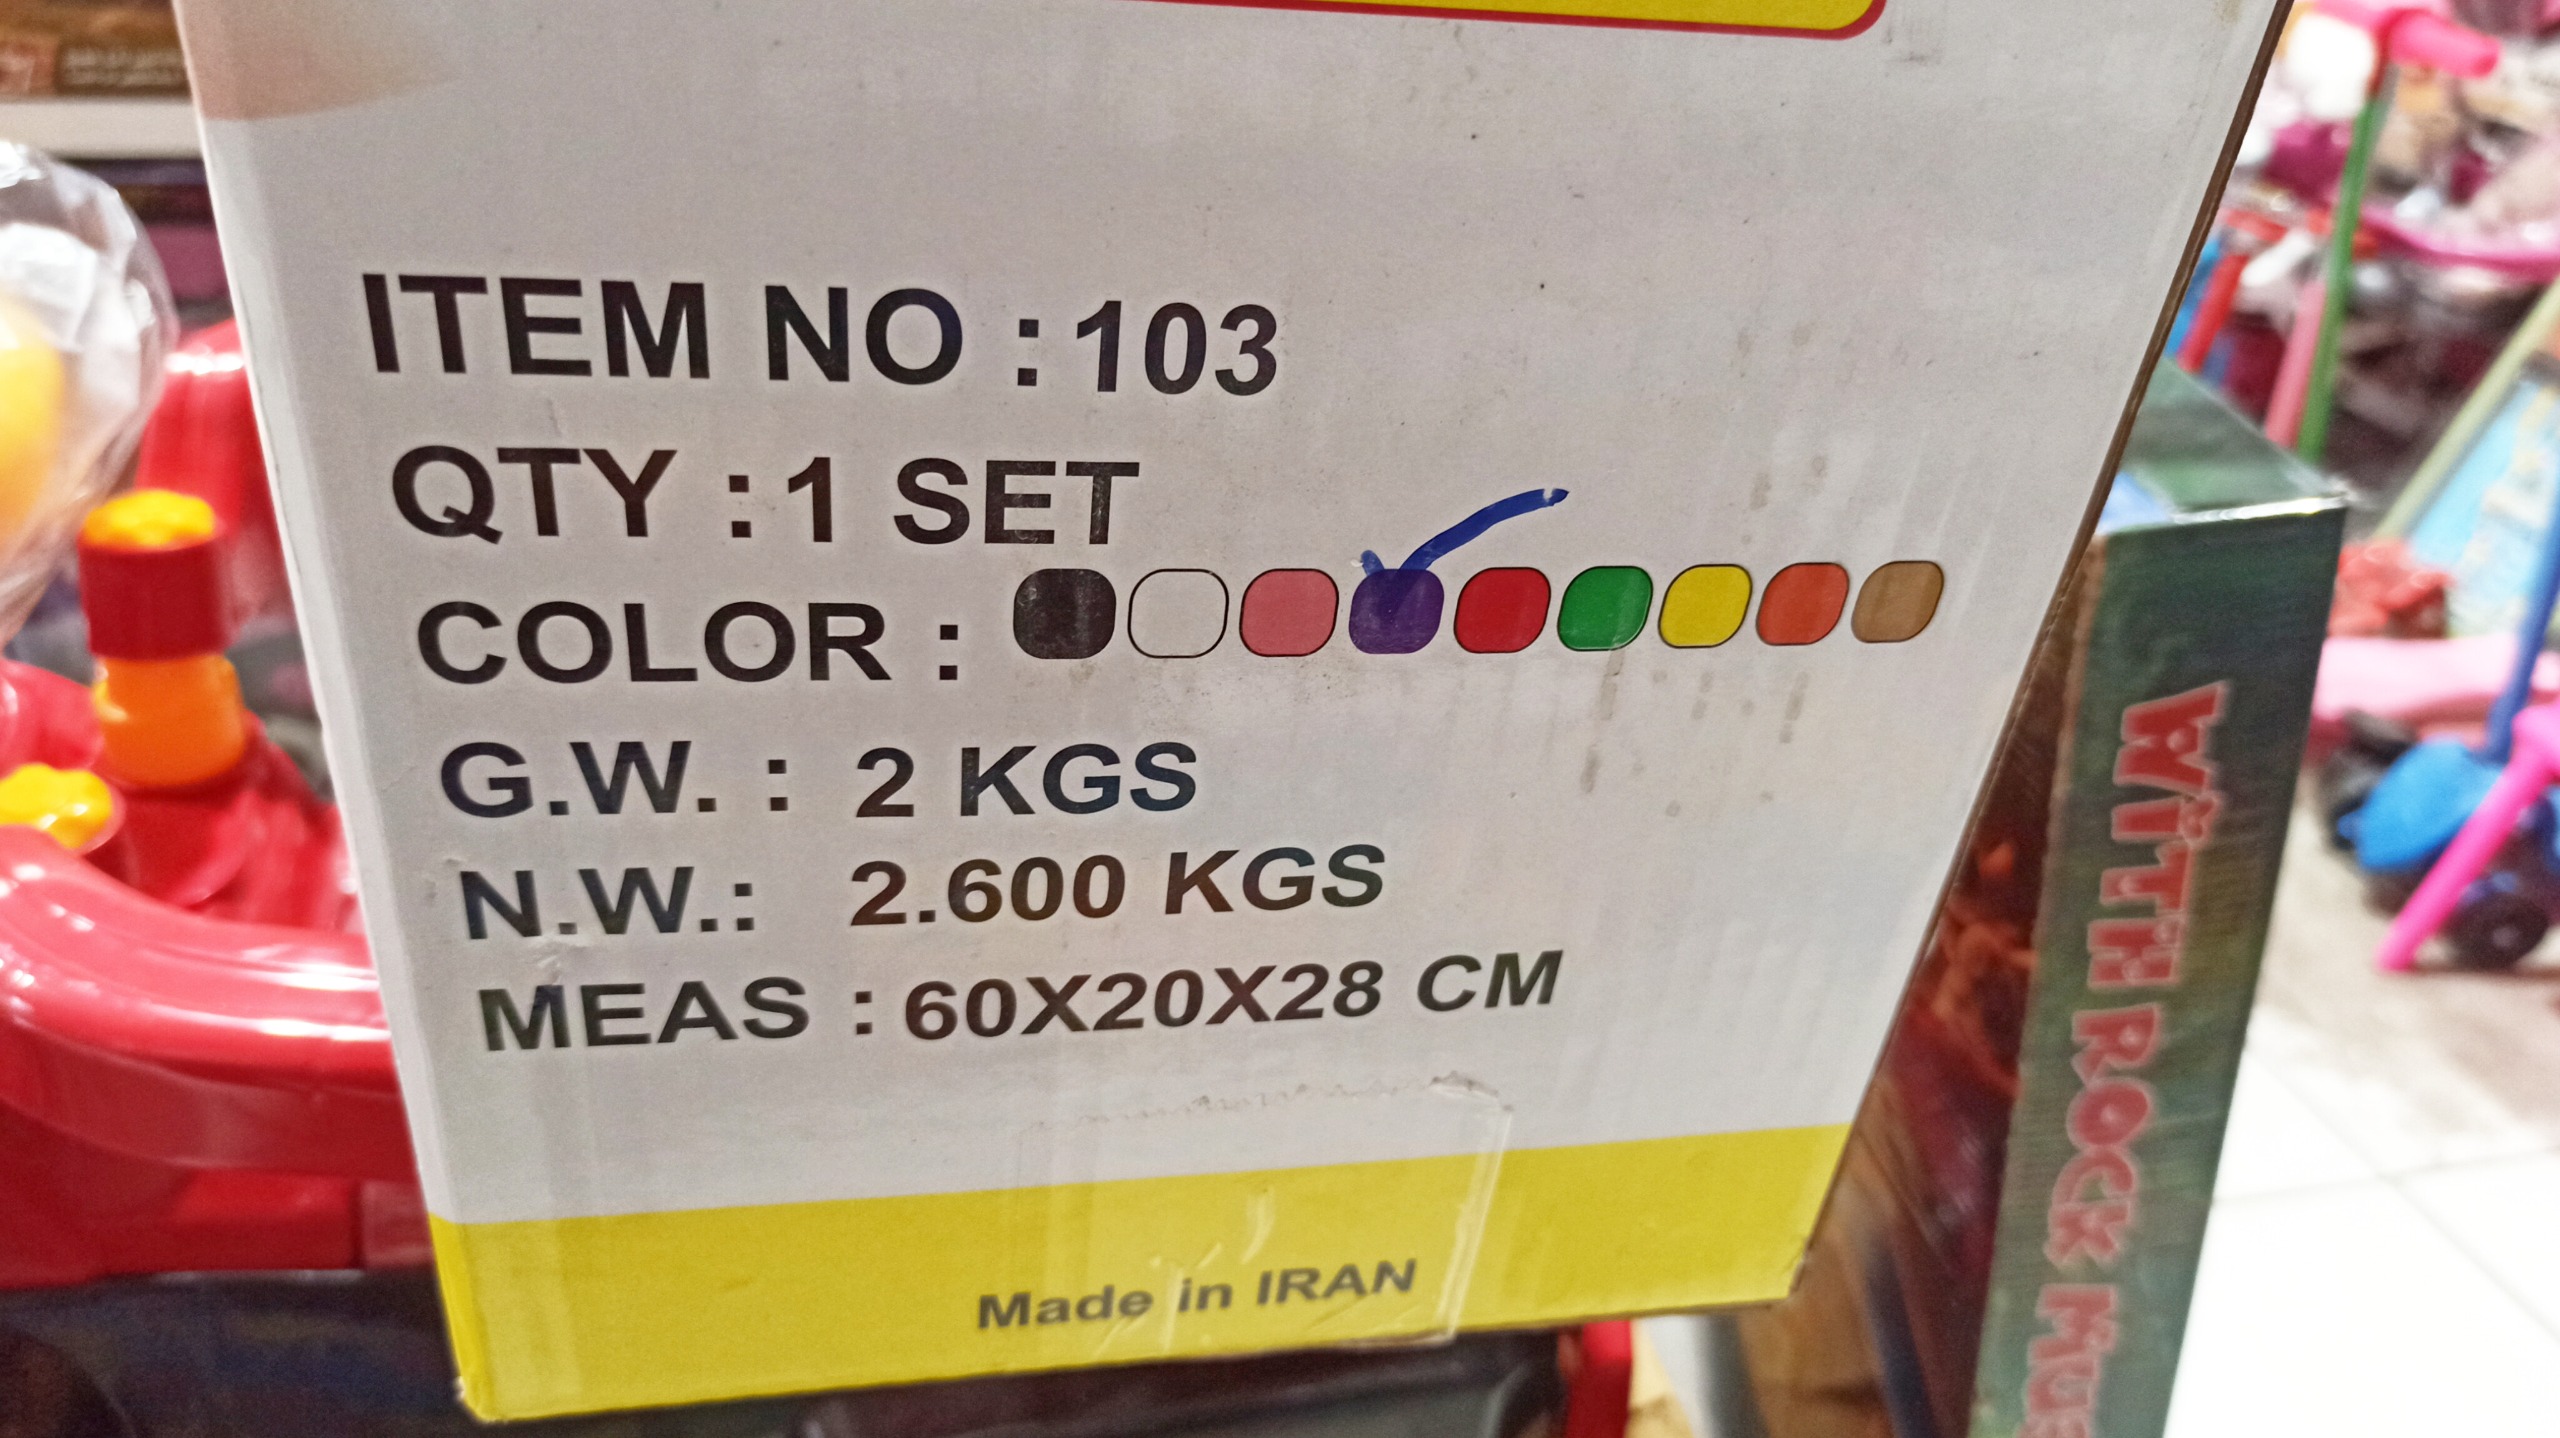 ITEM NO : 103
QTY : 1 SET
COLOR :
G.W. : 2 KGS
N.W.: 2.600 KGS
MEAS : 60X20X28 CM
Made in IRAN
WITH ROCK